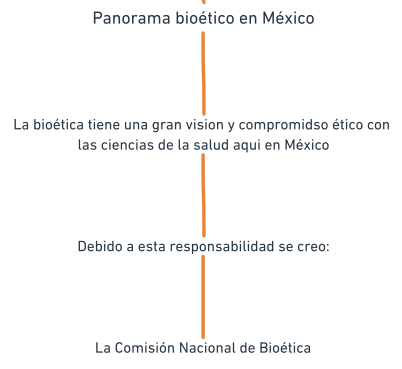 Panorama bioético en México
La bioética tiene una gran vision y compromidso ético con
las ciencias de la salud aqui en México
Debido a esta responsabilidad se creo:
La Comisión Nacional de Bioética